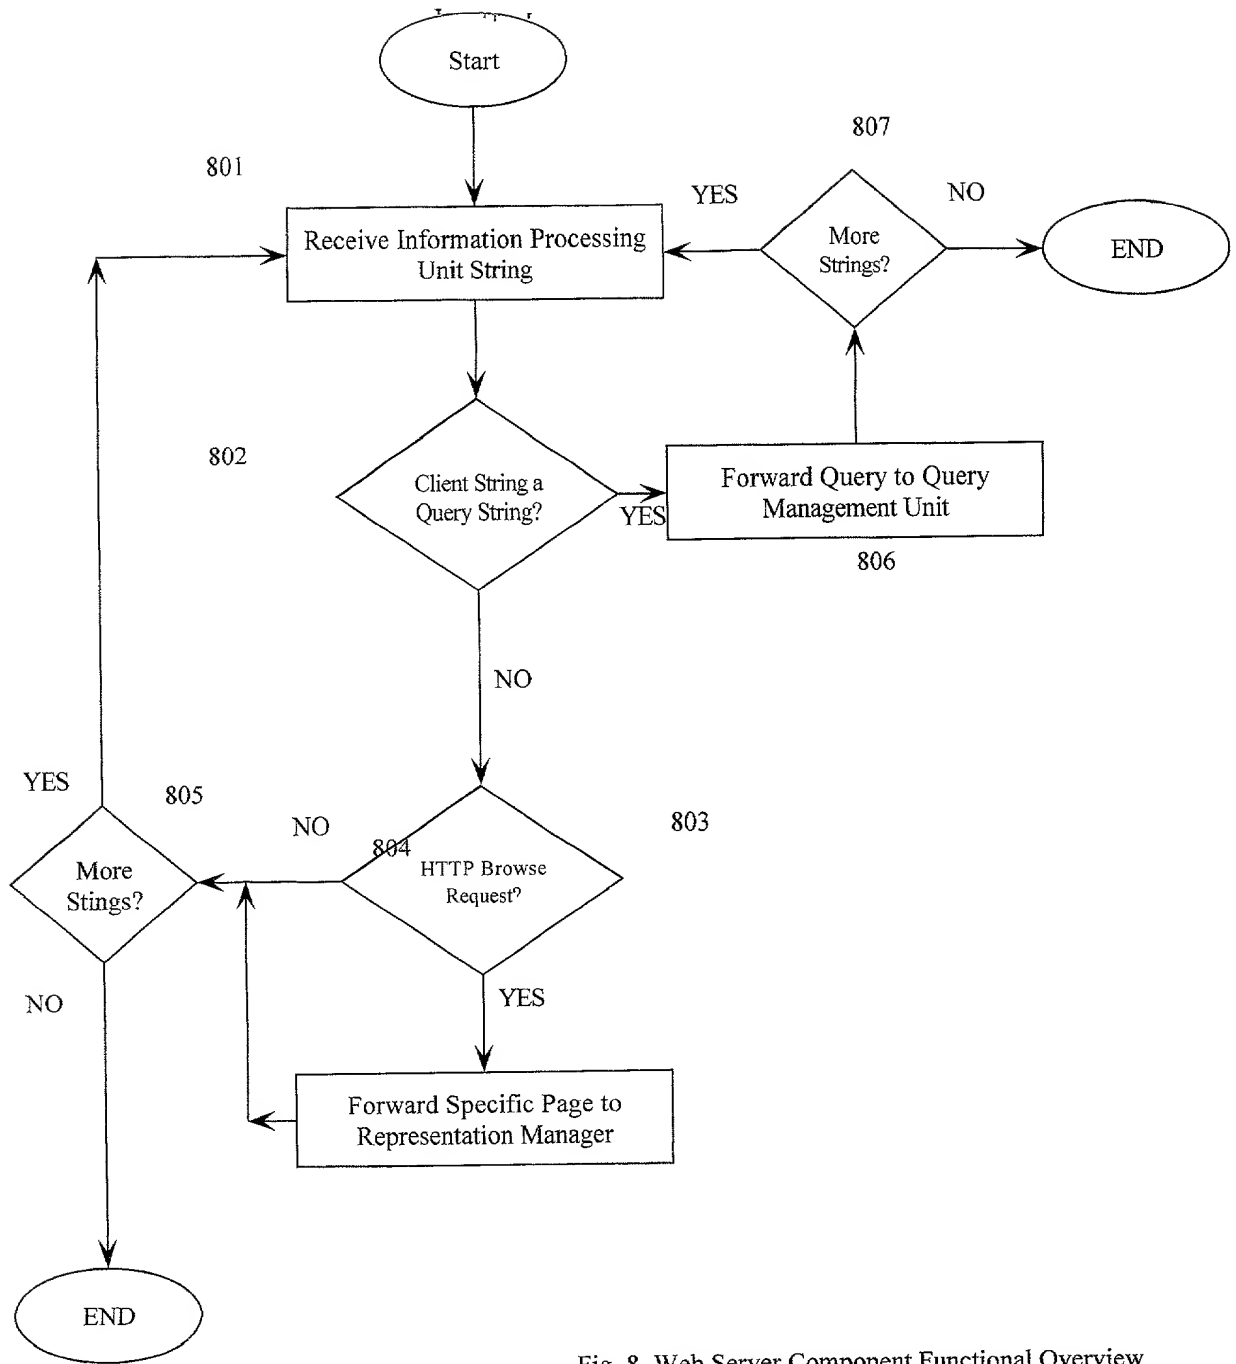 Start
807
801
YES
NO
Receive Information Processing
Unit String
More
Strings?
END
802
Client String a
Query String?
YES
Forward Query to Query
Management Unit
806
NO
YES
805
NO
804
803
HTTP Browse
Request?
More
Stings?
NO
YES
Forward Specific Page to
Representation Manager
END
Fig. 8 Web Server Component Functional Overview